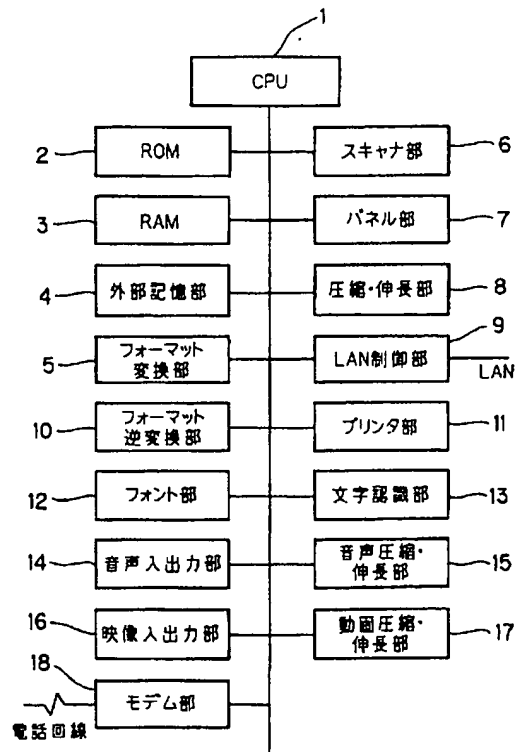 1
CPU
2
ROM
スキャナ部
6
3
RAM
パネル部
7
4
外部記憶部
圧縮・伸長部
8
5
フォーマット
変換部
LAN制御部
9
LAN
10
フォーマット
逆変換部
プリンタ部
11
12
フォント部
文字認識部
13
14
音声入出力部
音声圧縮・
伸長部
15
16
映像入出力部
動画圧縮・
伸長部
17
18
モデム部
電話回線